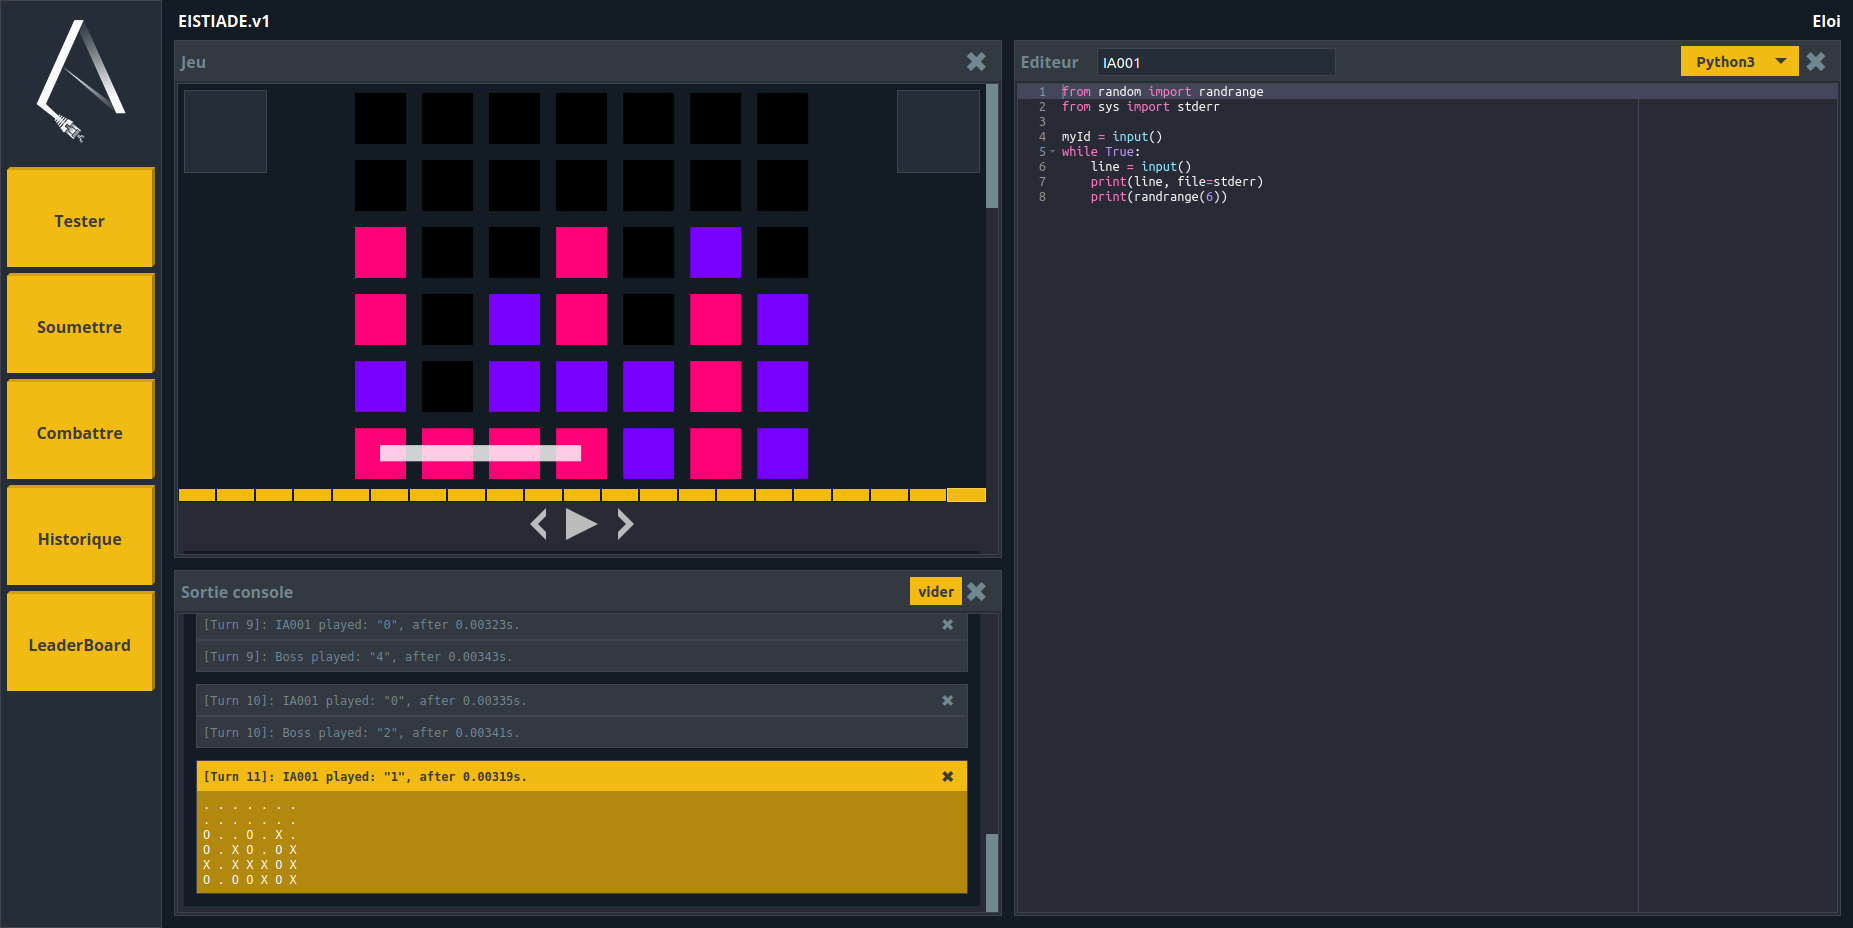 EISTIADE.v1
Eloi
Tester
Soumettre
Combattre
Historique
LeaderBoard
Jeu
Sortie console
vider
[Turn 9]: IA001 played: "0", after 0.00323s.
[Turn 9]: Boss played: "4", after 0.00343s.
[Turn 10]: IA001 played: "0", after 0.00335s.
[Turn 10]: Boss played: "2", after 0.00341s.
[Turn 11]: IA001 played: "1", after 0.00319s.
. . . . . . .
. . . . . . .
O . . O . X .
O . X O . O X
X . X X X O X
O . O O X O X
Editeur
IA001
Python3
1 from random import randrange
2 from sys import stderr
3
4 myId = input()
5 while True:
6     line = input()
7     print(line, file=stderr)
8     print(randrange(6))